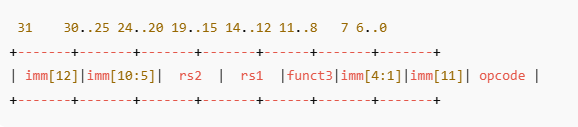 31    30..25 24..20 19..15 14..12 11..8   7 6..0
+-------+-------+-------+-------+------+-------+-------+
| imm[12]|imm[10:5]|  rs2  |  rs1  |funct3|imm[4:1]|imm[11]| opcode |
+-------+-------+-------+-------+------+-------+-------+